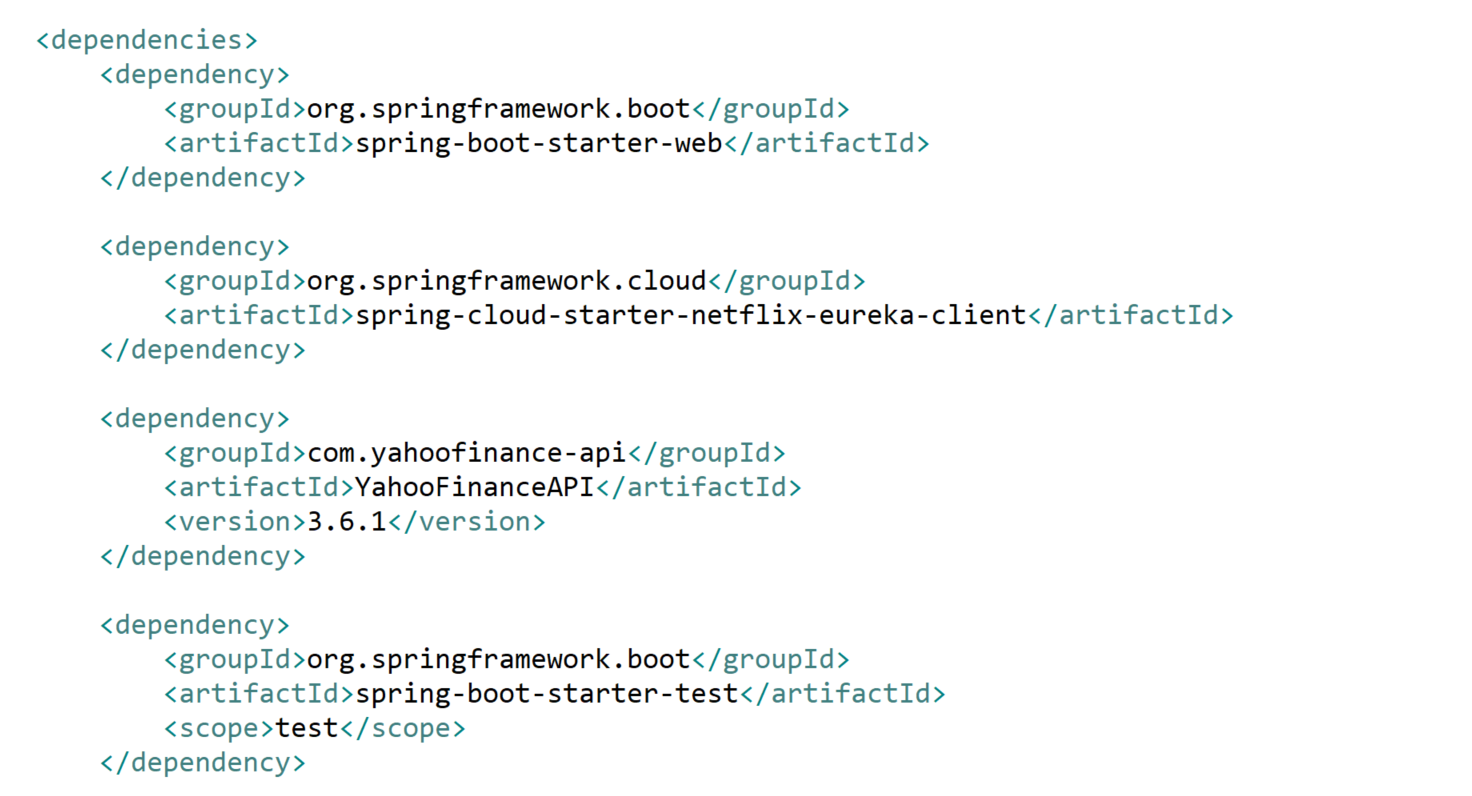 <dependencies>
<dependency>
<groupId>org.springframework.boot</groupId>
<artifactId>spring-boot-starter-web</artifactId>
</dependency>
<dependency>
<groupId>org.springframework.cloud</groupId>
<artifactId>spring-cloud-starter-netflix-eureka-client</artifactId>
</dependency>
<dependency>
<groupId>com.yahoofinance-api</groupId>
<artifactId>YahooFinanceAPI</artifactId>
<version>3.6.1</version>
</dependency>
<dependency>
<groupId>org.springframework.boot</groupId>
<artifactId>spring-boot-starter-test</artifactId>
<scope>test</scope>
</dependency>